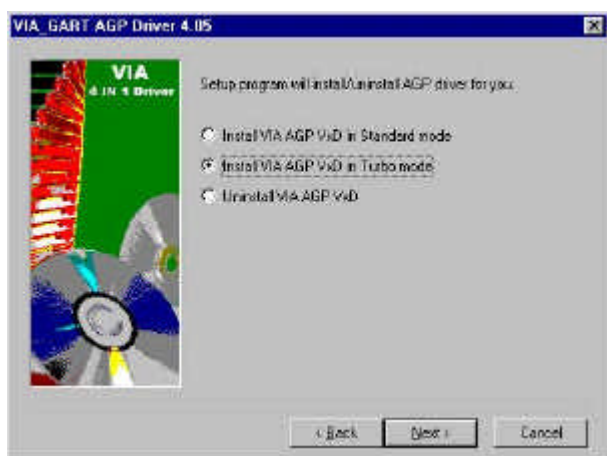 VIA_GART AGP Driver 4.05
VIA
4 IN 1 Driver
Setup program will install/uninstall AGP driver for you:
Install VIA AGP VxD in Standard mode
Install VIA AGP VxD in Turbo mode
Uninstall VIA AGP VxD
< Back
Next >
Cancel